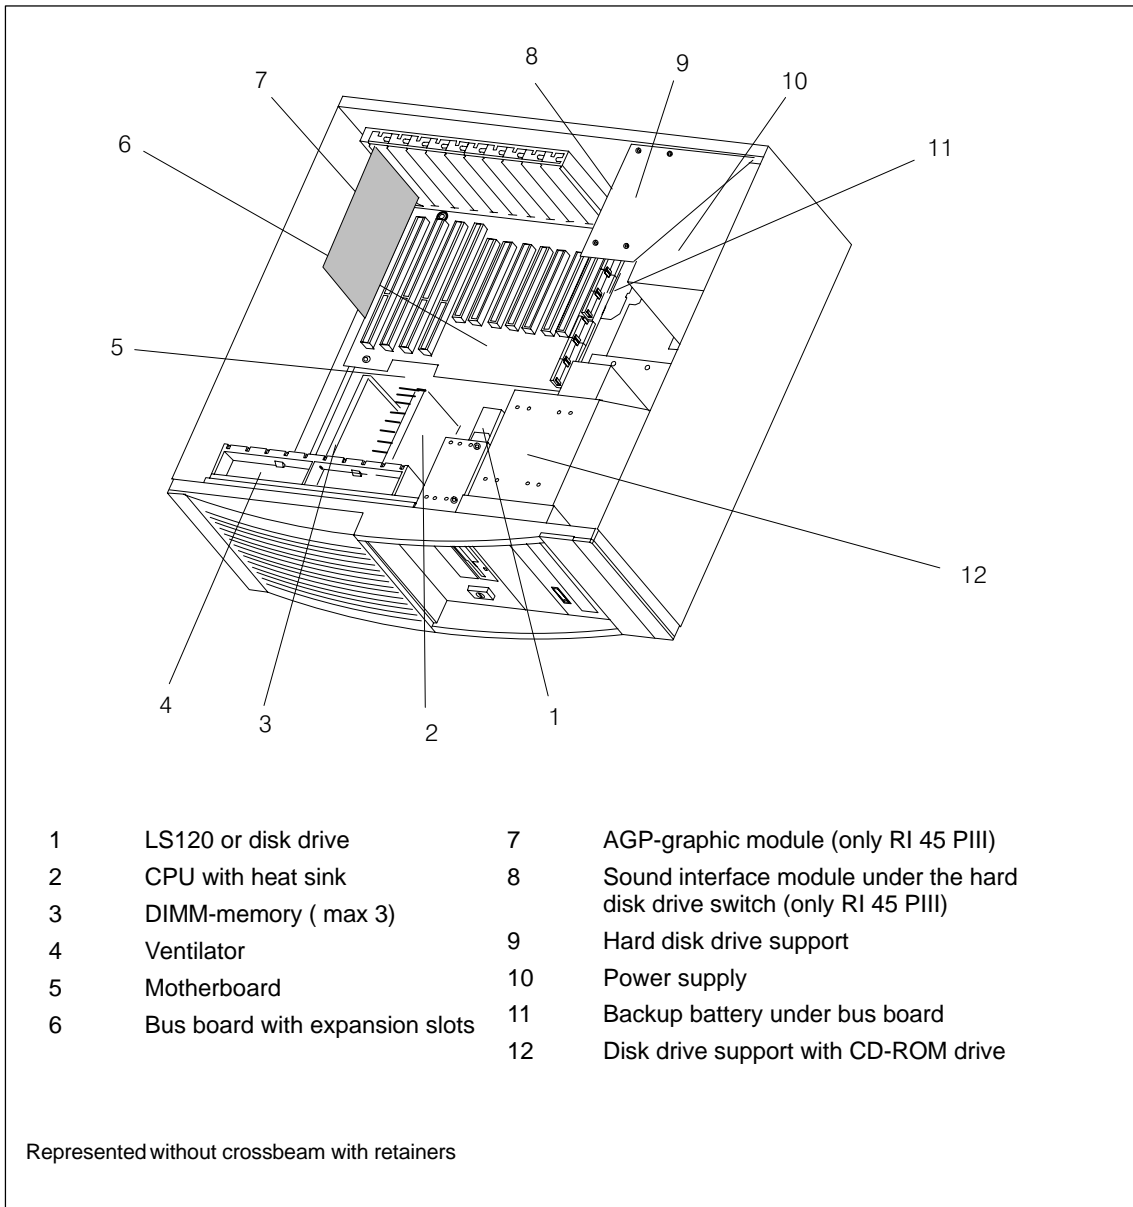 8
9
7
10
6
11
5
12
4
3
2
1
1 LS120 or disk drive
2 CPU with heat sink
3 DIMM-memory ( max 3)
4 Ventilator
5 Motherboard
6 Bus board with expansion slots
7 AGP-graphic module (only RI 45 PIII)
8 Sound interface module under the hard
disk drive switch (only RI 45 PIII)
9 Hard disk drive support
10 Power supply
11 Backup battery under bus board
12 Disk drive support with CD-ROM drive
Represented without crossbeam with retainers